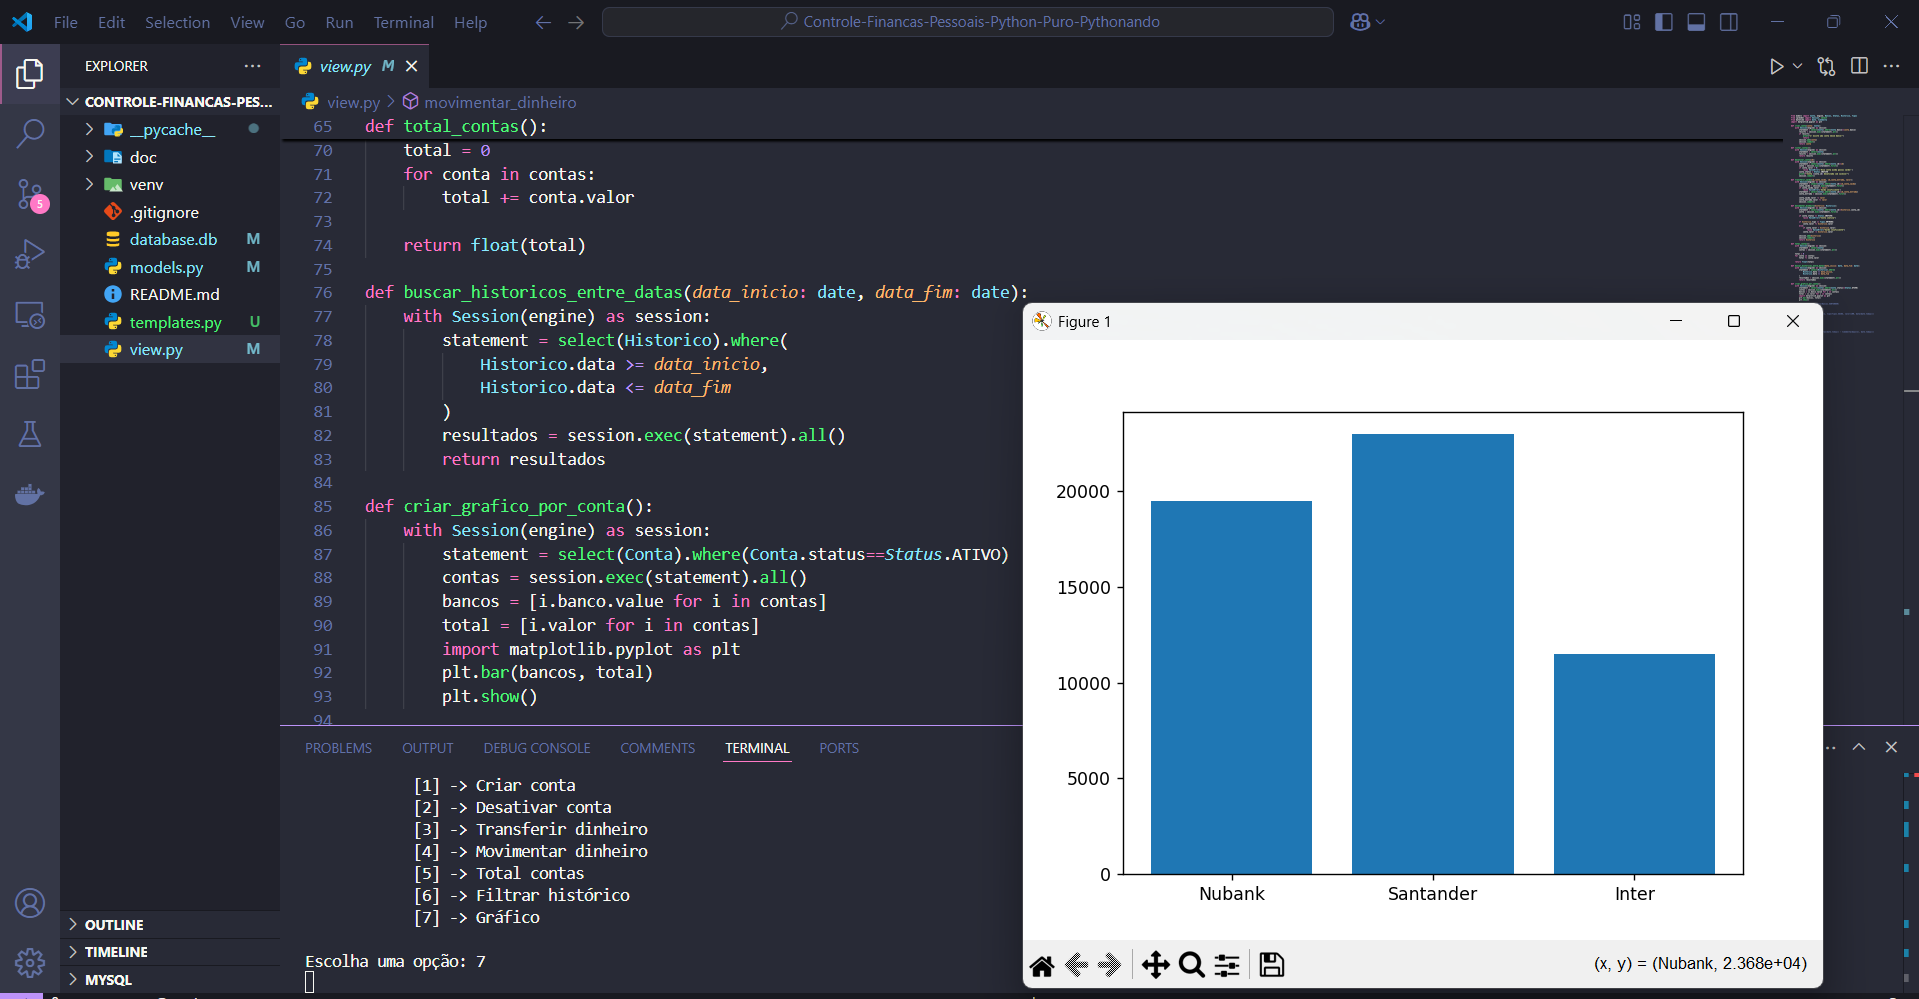 File Edit Selection View Go Run Terminal Help
Controle-Financas-Pessoais-Python-Puro-Pythonando
EXPLORER
CONTROLE-FINANCAS-PES...
__pycache__
doc
venv
.gitignore
database.db M
models.py M
README.md
templates.py U
view.py M
OUTLINE
TIMELINE
MYSQL
5
view.py M
view.py > movimentar_dinheiro
65 def total_contas():
70 total = 0
71 for conta in contas:
72 total += conta.valor
73
74 return float(total)
75
76 def buscar_historicos_entre_datas(data_inicio: date, data_fim: date):
77 with Session(engine) as session:
78 statement = select(Historico).where(
79 Historico.data >= data_inicio,
80 Historico.data <= data_fim
81 )
82 resultados = session.exec(statement).all()
83 return resultados
84
85 def criar_grafico_por_conta():
86 with Session(engine) as session:
87 statement = select(Conta).where(Conta.status==Status.ATIVO)
88 contas = session.exec(statement).all()
89 bancos = [i.banco.value for i in contas]
90 total = [i.valor for i in contas]
91 import matplotlib.pyplot as plt
92 plt.bar(bancos, total)
93 plt.show()
94
PROBLEMS OUTPUT DEBUG CONSOLE COMMENTS TERMINAL PORTS
[1] -> Criar conta
[2] -> Desativar conta
[3] -> Transferir dinheiro
[4] -> Movimentar dinheiro
[5] -> Total contas
[6] -> Filtrar histórico
[7] -> Gráfico
Escolha uma opção: 7
Figure 1
20000
15000
10000
5000
0
Nubank Santander Inter
(x, y) = (Nubank, 2.368e+04)